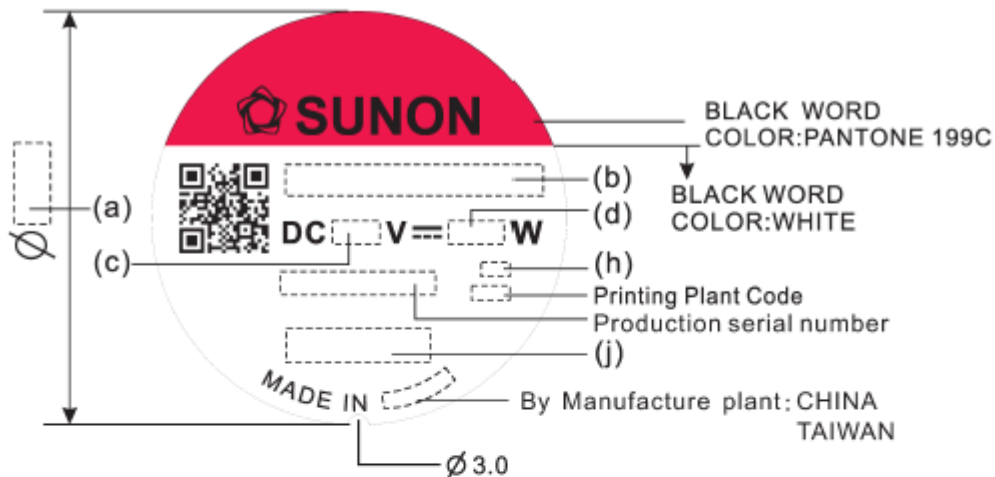 SUNON
BLACK WORD
COLOR:PANTONE 199C
(b)
BLACK WORD
COLOR:WHITE
(a)
(d)
DC V⎓ W
Ø
(c)
(h)
Printing Plant Code
Production serial number
(j)
MADE IN
By Manufacture plant: CHINA
TAIWAN
Ø 3.0